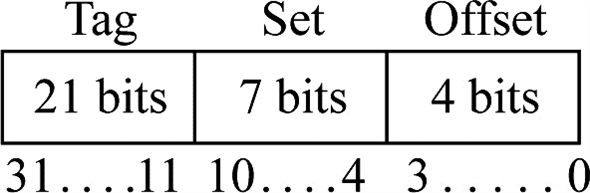 Tag Set Offset
21 bits 7 bits 4 bits
31....11 10....4 3.....0